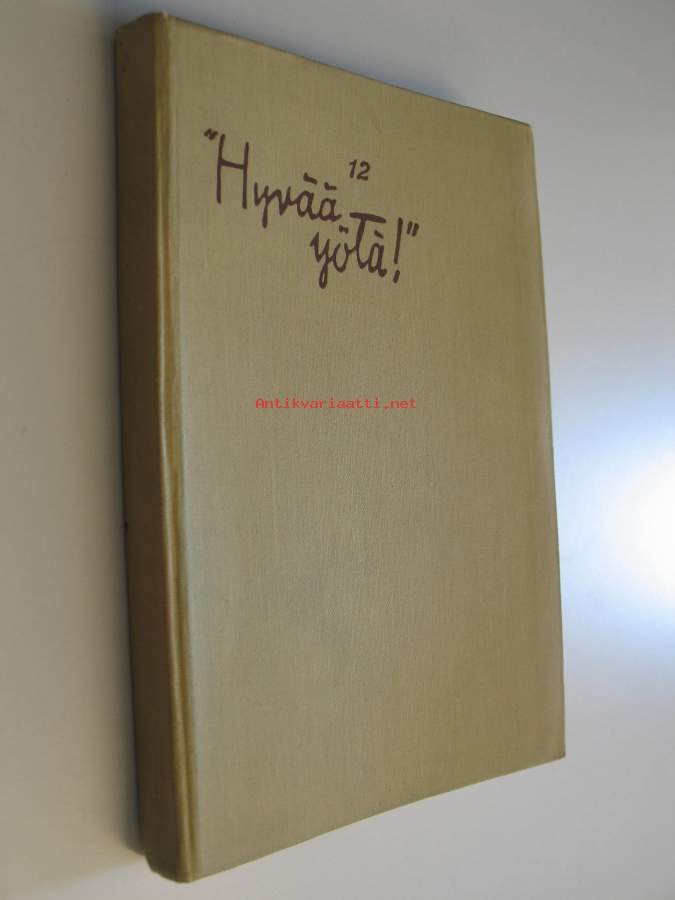 12
"Hyvää
yötä!"
Antikvariaatti.net